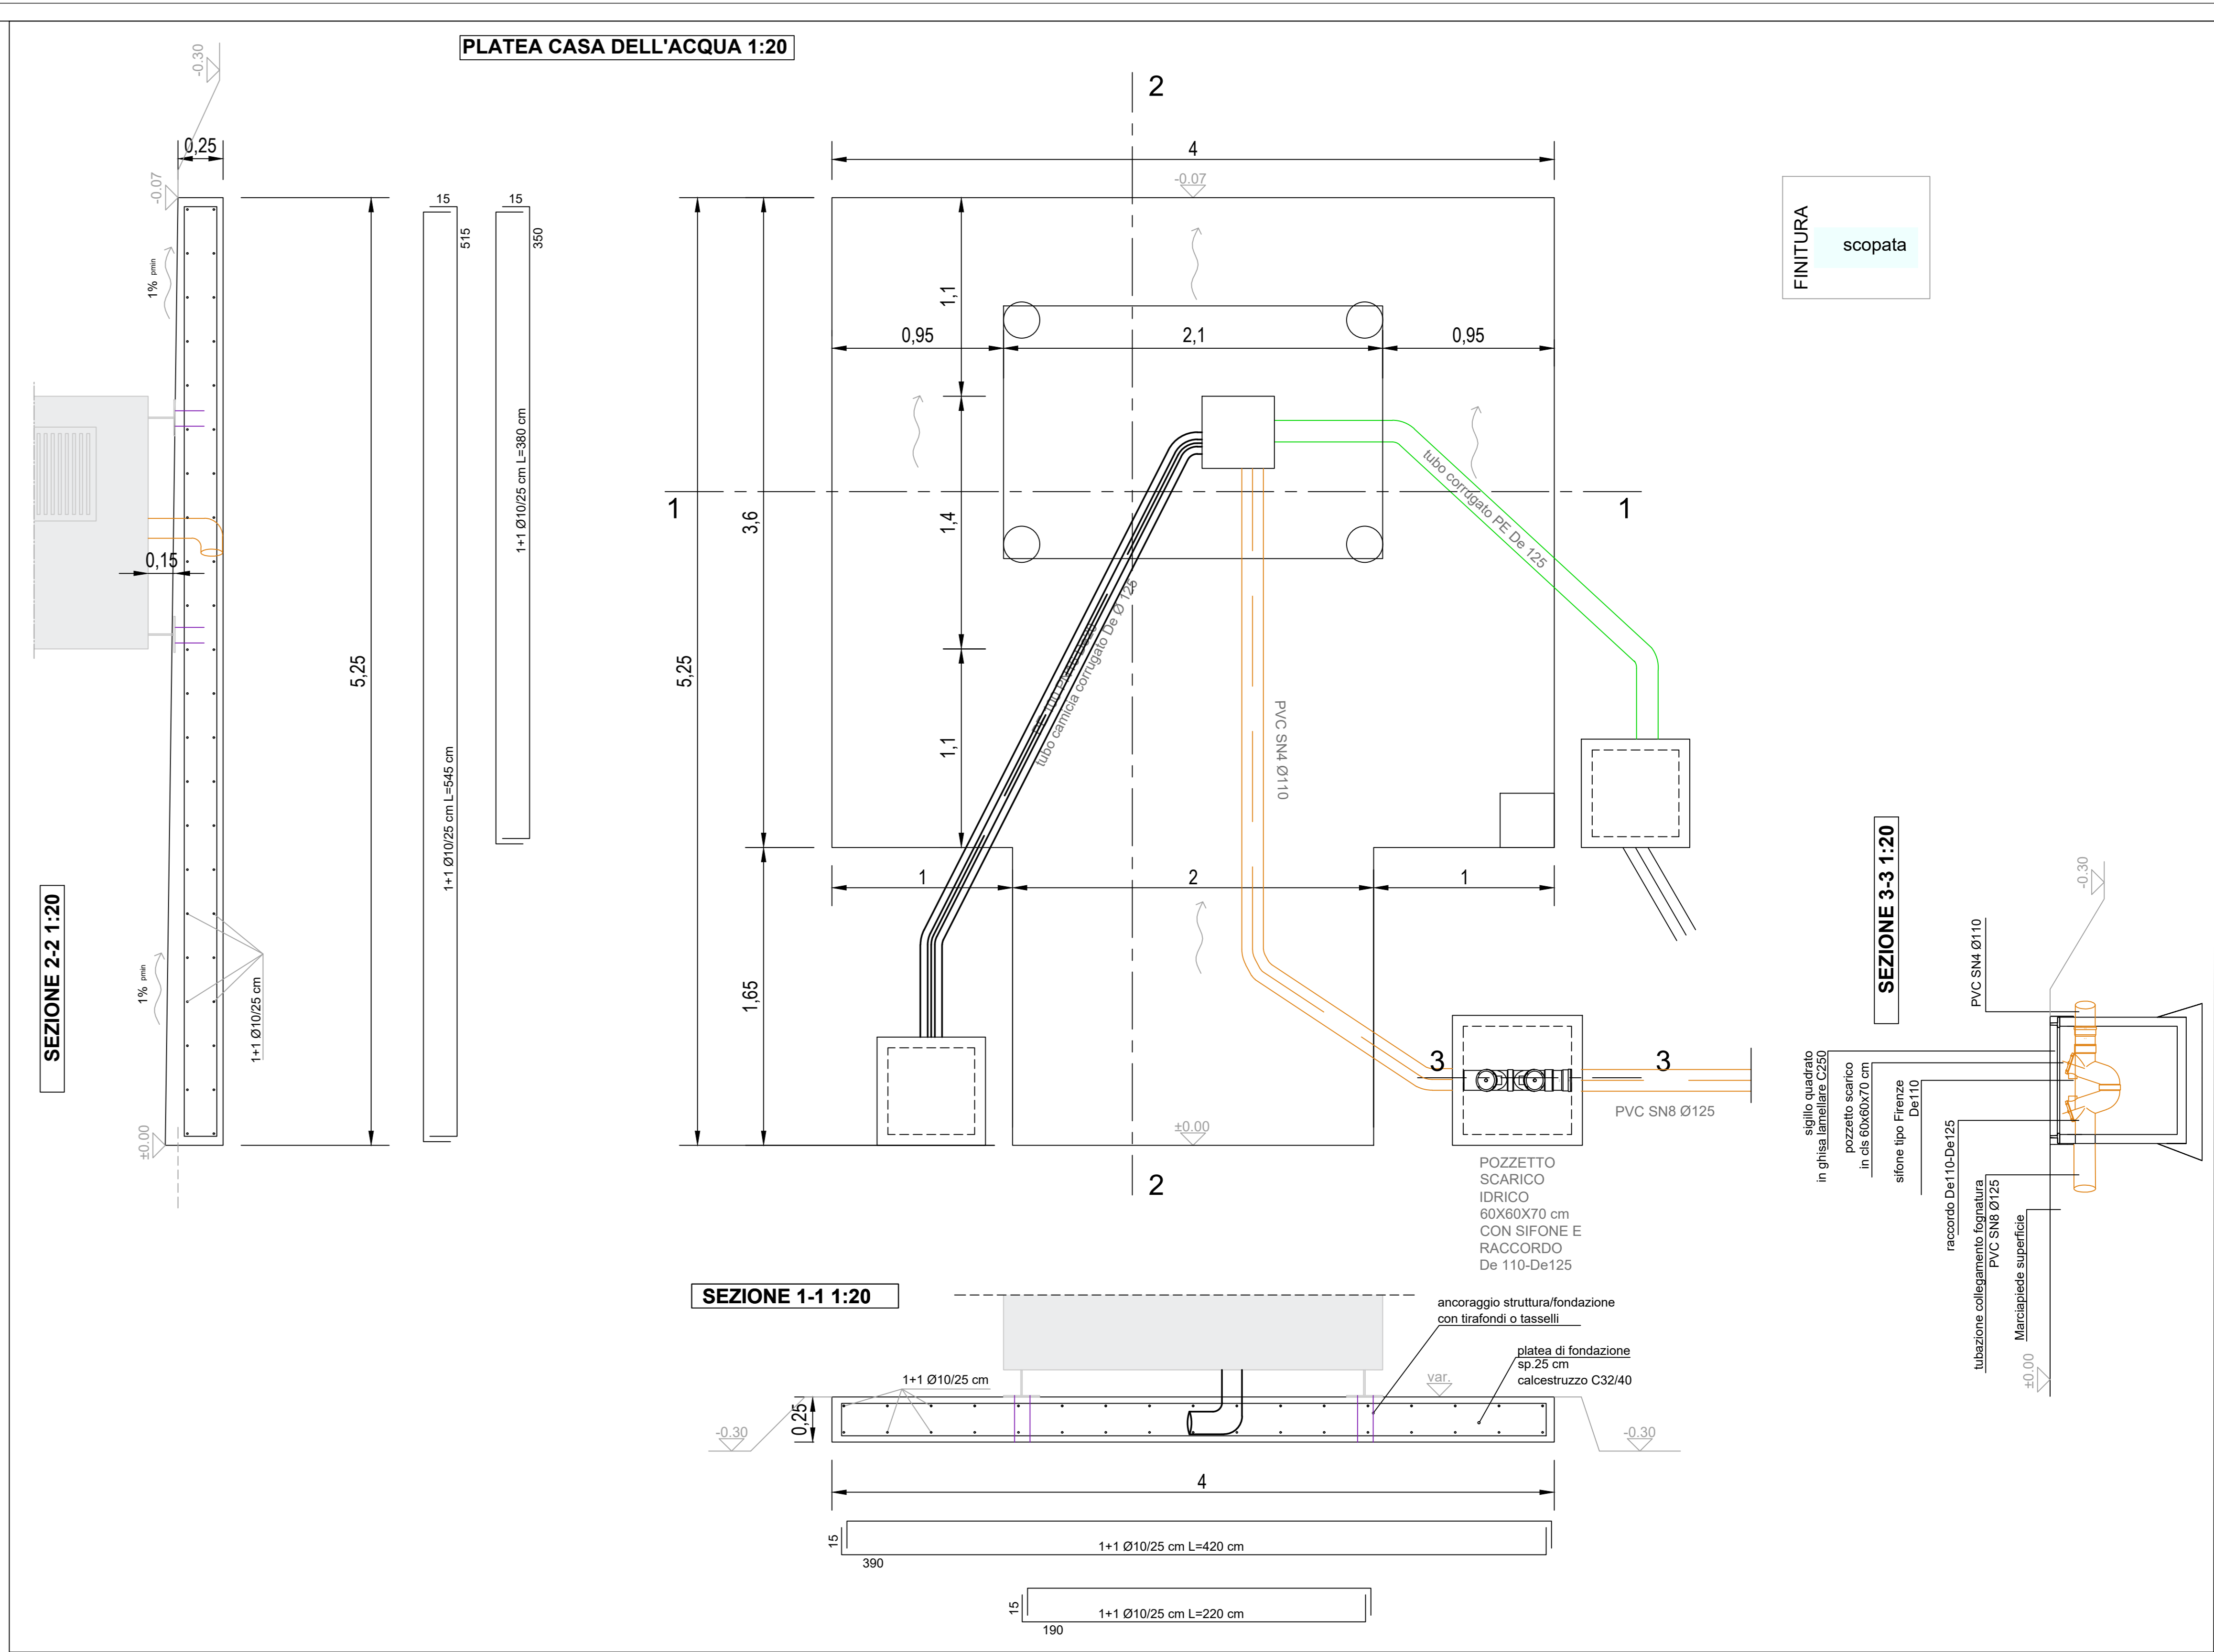 PLATEA CASA DELL'ACQUA 1:20
-0.30
0,25
-0.07
1% pmin
0,15
5,25
1% pmin
1+1 Ø10/25 cm
±0.00
SEZIONE 2-2 1:20
15
515
1+1 Ø10/25 cm L=545 cm
15
350
1+1 Ø10/25 cm L=380 cm
2
4
-0.07
1,1
0,95
2,1
0,95
1
1
3,6
1,4
5,25
1,1
1,65
tubo corrugato PE De 125
tubo camicia corrugato De Ø 125
PVC SN4 Ø110
1
2
1
3
3
PVC SN8 Ø125
±0.00
2
POZZETTO
SCARICO
IDRICO
60X60X70 cm
CON SIFONE E
RACCORDO
De 110-De125
FINITURA
scopata
SEZIONE 3-3 1:20
-0.30
PVC SN4 Ø110
sigillo quadrato
in ghisa lamellare C250
pozzetto scarico
in cls 60x60x70 cm
sifone tipo Firenze
De110
raccordo De110-De125
tubazione collegamento fognatura
PVC SN8 Ø125
Marciapiede superficie
±0.00
SEZIONE 1-1 1:20
ancoraggio struttura/fondazione
con tirafondi o tasselli
platea di fondazione
sp.25 cm
calcestruzzo C32/40
1+1 Ø10/25 cm
var.
0,25
-0.30
-0.30
4
15
1+1 Ø10/25 cm L=420 cm
390
15
1+1 Ø10/25 cm L=220 cm
190